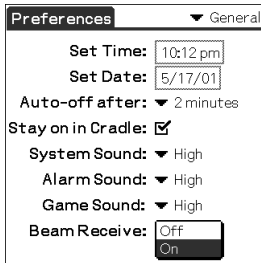 Preferences General
Set Time: 10:12 pm
Set Date: 5/17/01
Auto-off after: 2 minutes
Stay on in Cradle:
System Sound: High
Alarm Sound: High
Game Sound: High
Beam Receive: Off
On